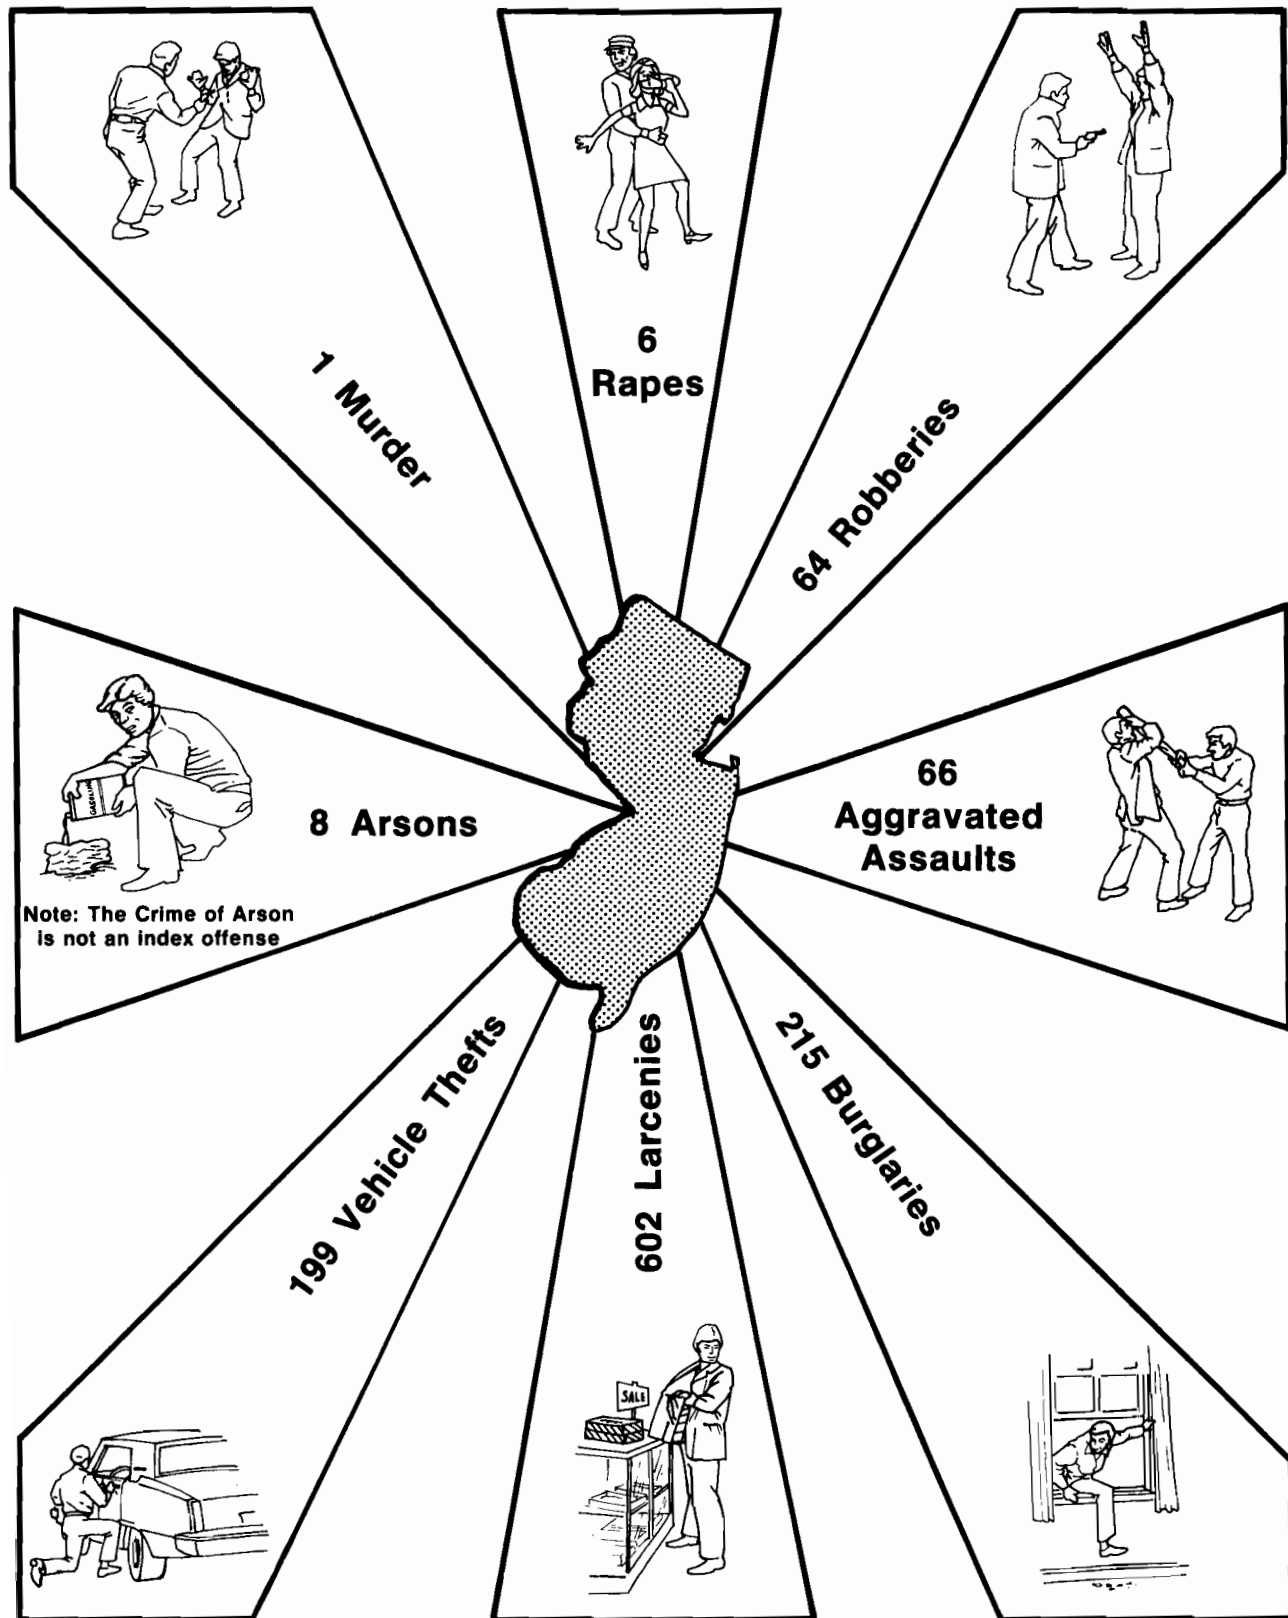 1 Murder
6
Rapes
64 Robberies
GASOLINE
8 Arsons
Note: The Crime of Arson
is not an index offense
66
Aggravated
Assaults
199 Vehicle Thefts
602 Larcenies
215 Burglaries
SALE